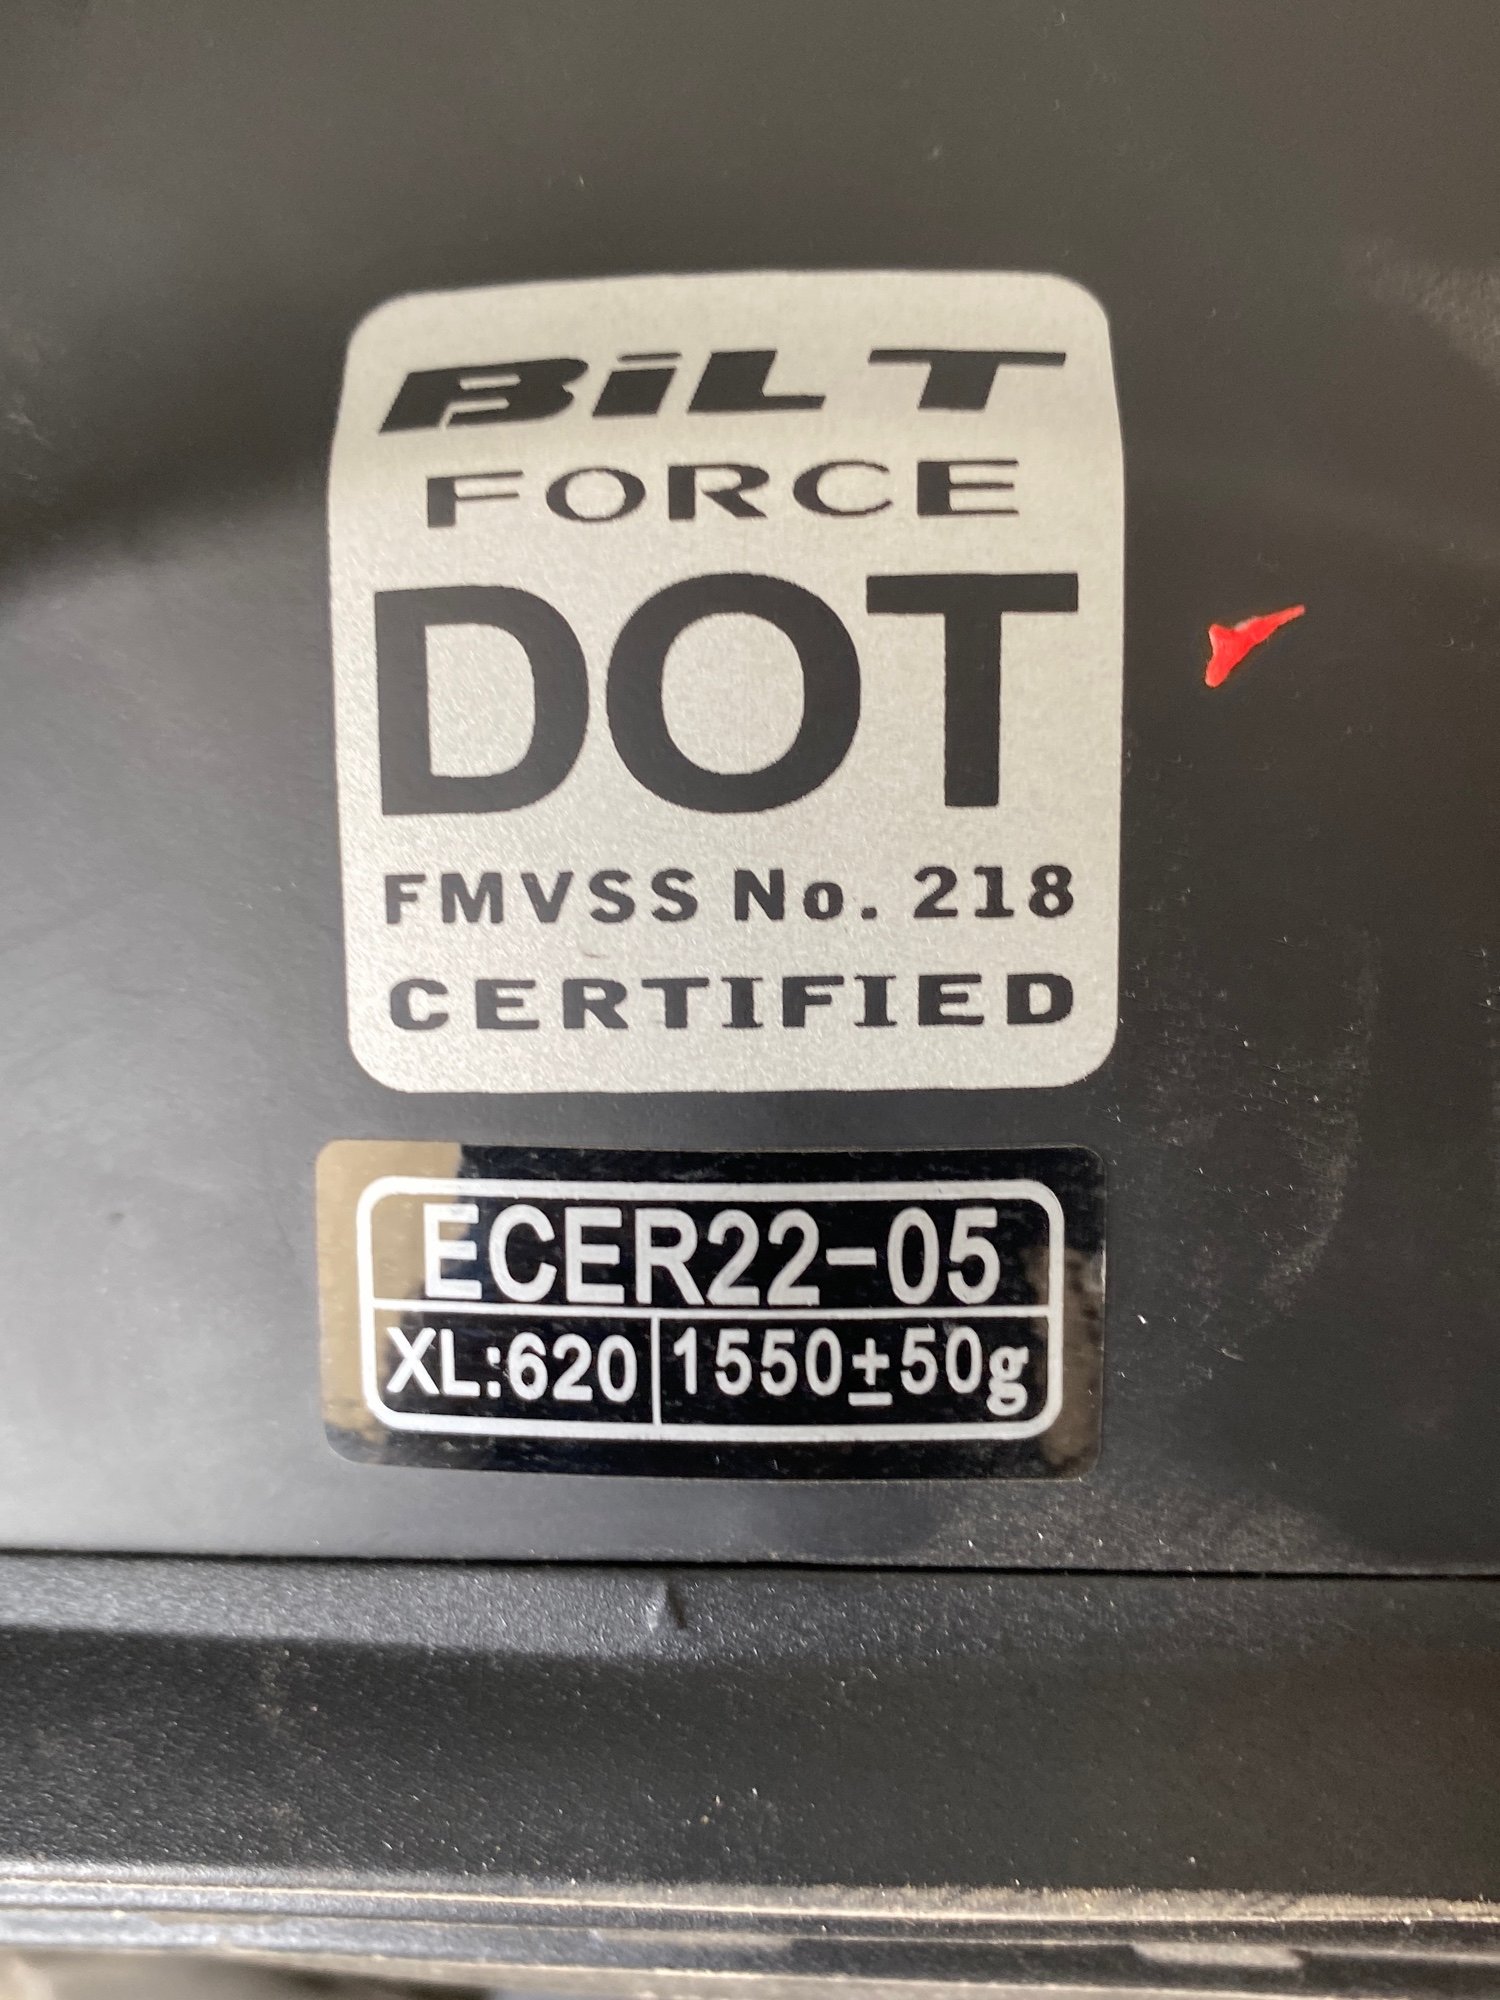 BiLT
FORCE
DOT
FMVSS No. 218
CERTIFIED
ECER22-05
XL:620 1550±50g